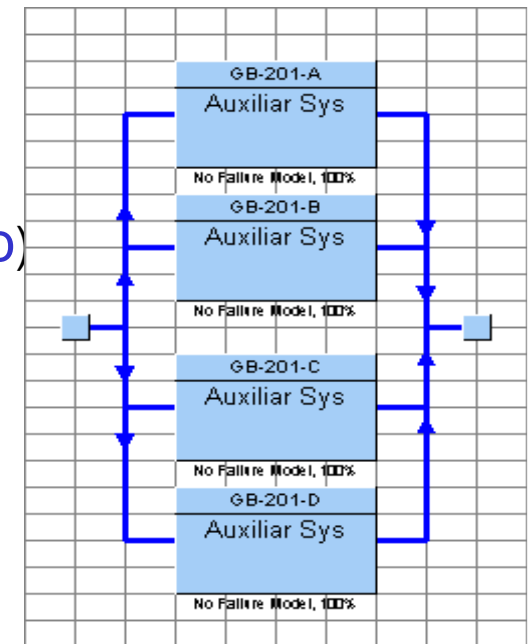 GB-201-A
Auxiliar Sys
No Failure Model, 100%
GB-201-B
Auxiliar Sys
No Failure Model, 100%
GB-201-C
Auxiliar Sys
No Failure Model, 100%
GB-201-D
Auxiliar Sys
No Failure Model, 100%